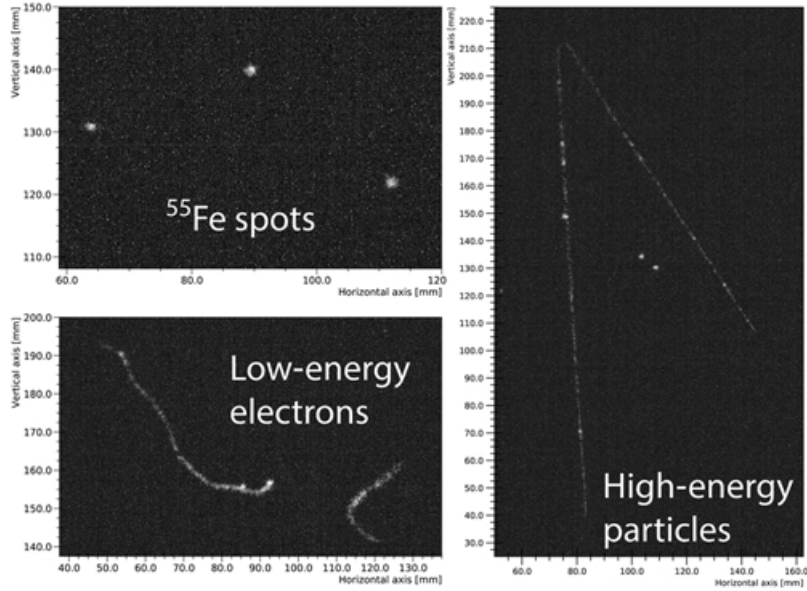 Vertical axis [mm]
150.0
140.0
130.0
120.0
110.0
⁵⁵Fe spots
60.0 80.0 100.0 120
Horizontal axis [mm]
Vertical axis [mm]
200.0
190.0
180.0
170.0
160.0
150.0
140.0
Low-energy
electrons
40.0 50.0 60.0 70.0 80.0 90.0 100.0 110.0 120.0 130.0
Horizontal axis [mm]
Vertical axis [mm]
220.0
210.0
200.0
190.0
180.0
170.0
160.0
150.0
140.0
130.0
120.0
110.0
100.0
90.0
80.0
70.0
60.0
50.0
40.0
30.0
High-energy
particles
60.0 80.0 100.0 120.0 140.0 160.0
Horizontal axis [mm]